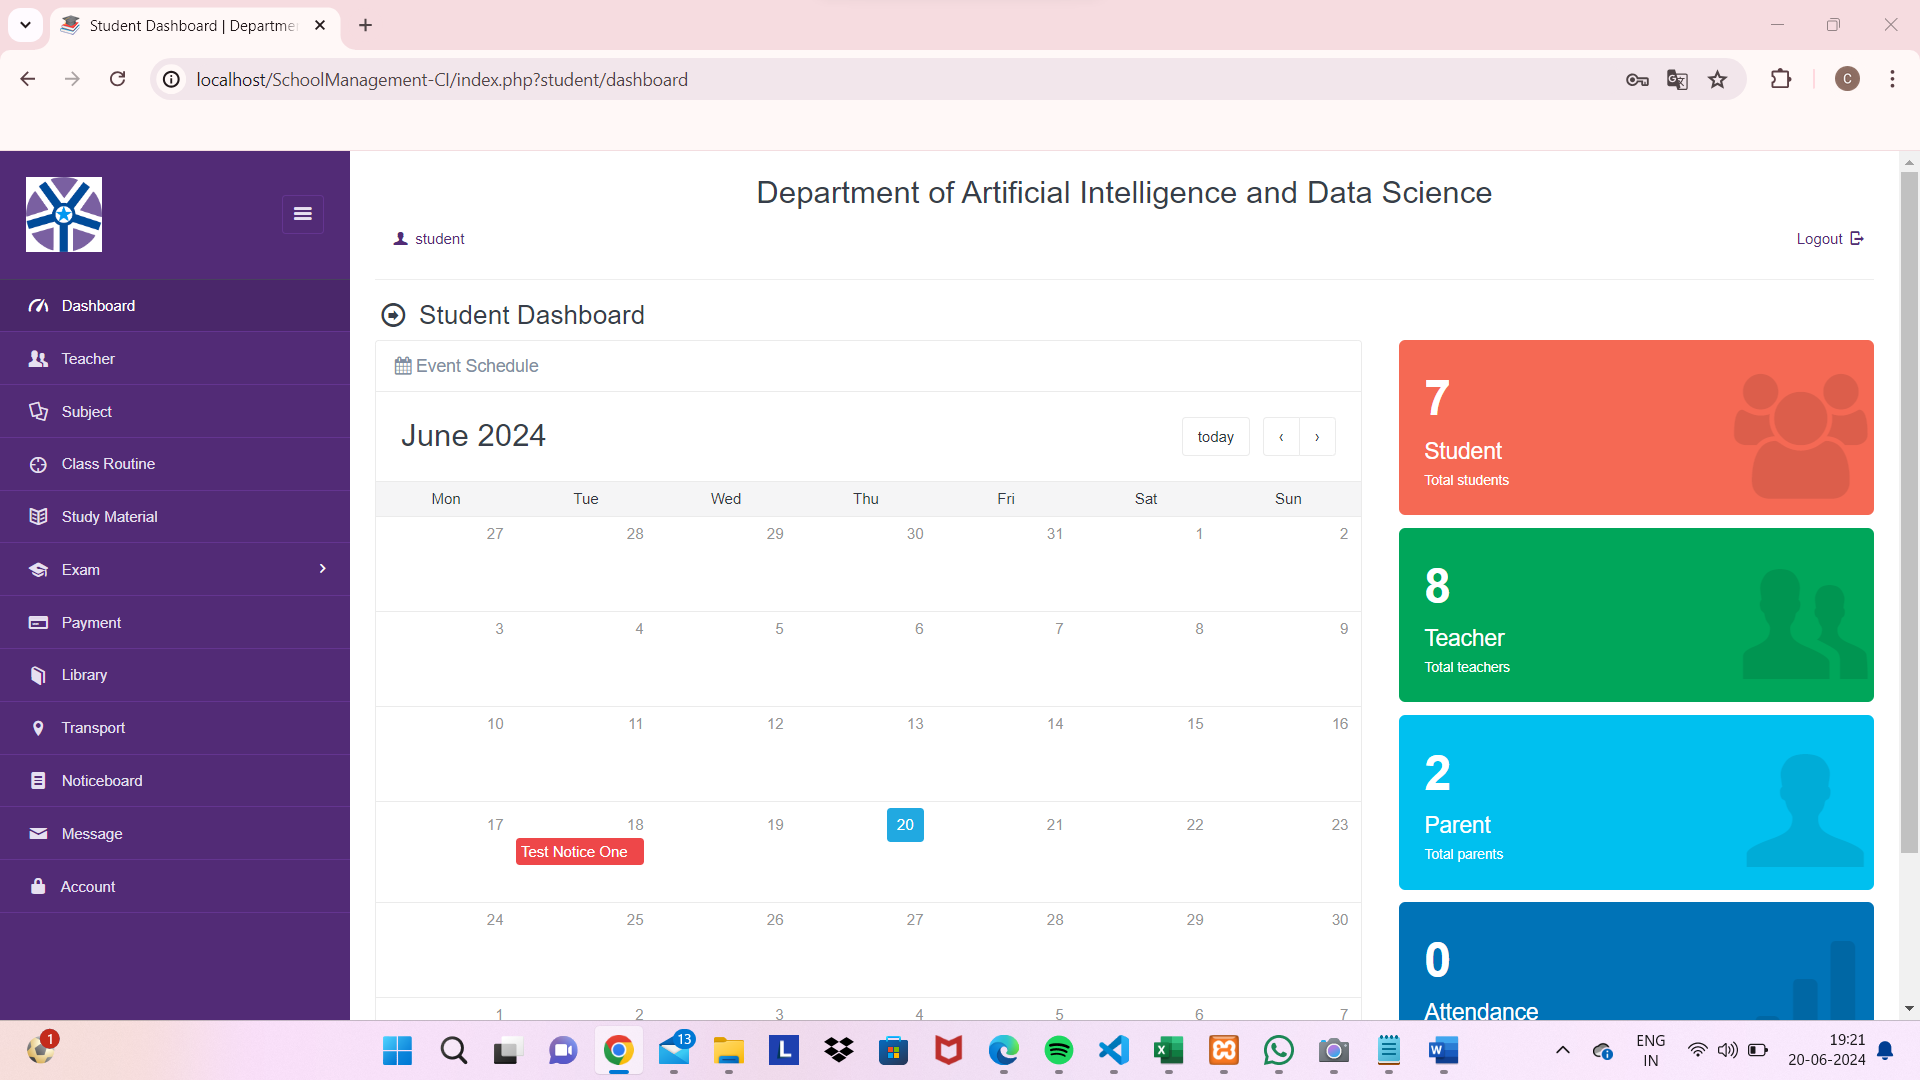 Student Dashboard | Departme
localhost/SchoolManagement-CI/index.php?student/dashboard
C
Department of Artificial Intelligence and Data Science
student
Logout
Dashboard
Teacher
Subject
Class Routine
Study Material
Exam
Payment
Library
Transport
Noticeboard
Message
Account
Student Dashboard
Event Schedule
June 2024
today
‹ ›
Mon Tue Wed Thu Fri Sat Sun
27 28 29 30 31 1 2
3 4 5 6 7 8 9
10 11 12 13 14 15 16
17 18 19 20 21 22 23
Test Notice One
24 25 26 27 28 29 30
1 2 3 4 5 6 7
7
Student
Total students
8
Teacher
Total teachers
2
Parent
Total parents
0
Attendance
1
13
L
X
W
ENG
IN
19:21
20-06-2024